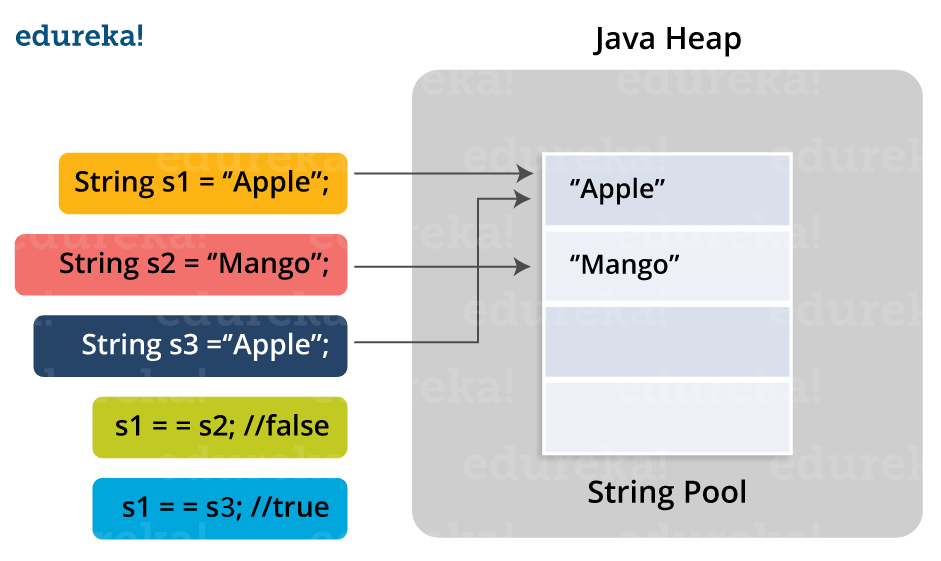 edureka!
Java Heap
String s1 = “Apple”;
String s2 = “Mango”;
String s3 =“Apple”;
s1 = = s2; //false
s1 = = s3; //true
“Apple”
“Mango”
String Pool